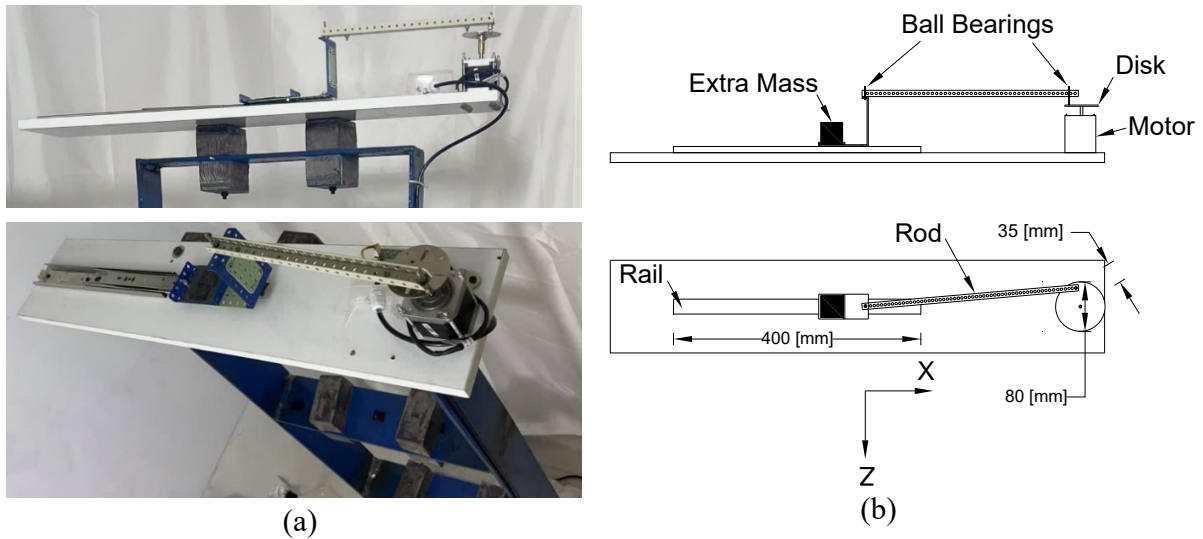 Ball Bearings
Extra Mass
Disk
Motor
Rod
35 [mm]
Rail
400 [mm]
X
80 [mm]
Z
(a)
(b)